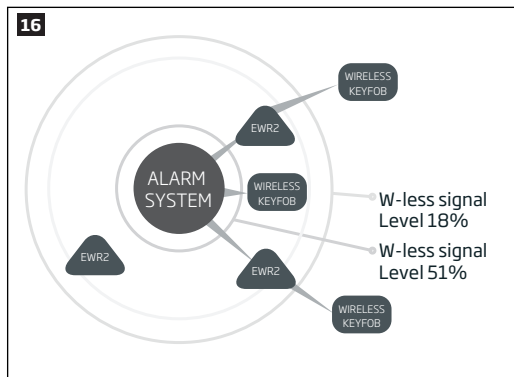 16
WIRELESS
KEYFOB
EWR2
ALARM
SYSTEM
WIRELESS
KEYFOB
W-less signal
Level 18%
W-less signal
Level 51%
EWR2
EWR2
WIRELESS
KEYFOB